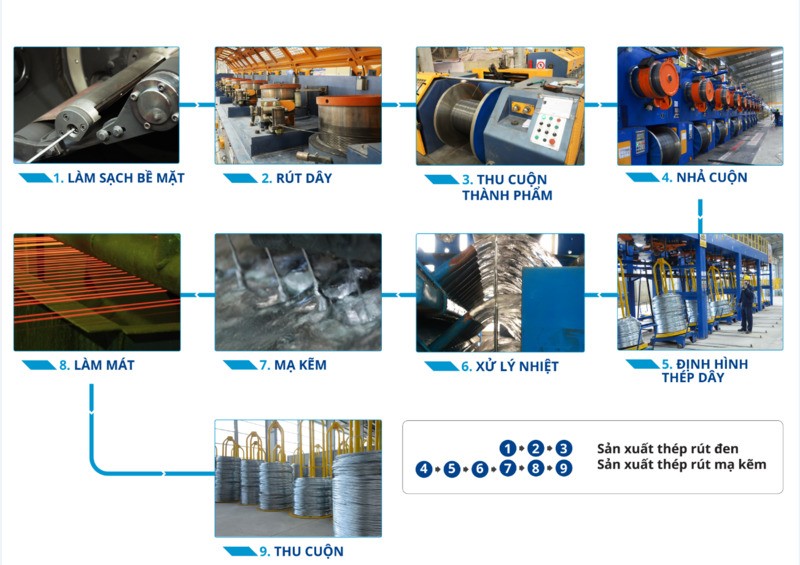 1. LÀM SẠCH BỀ MẶT
2. RÚT DÂY
3. THU CUỘN
THÀNH PHẨM
4. NHẢ CUỘN
8. LÀM MÁT
7. MẠ KẼM
6. XỬ LÝ NHIỆT
5. ĐỊNH HÌNH
THÉP DÂY
9. THU CUỘN
1 2 3 Sản xuất thép rút đen
4 5 6 7 8 9 Sản xuất thép rút mạ kẽm